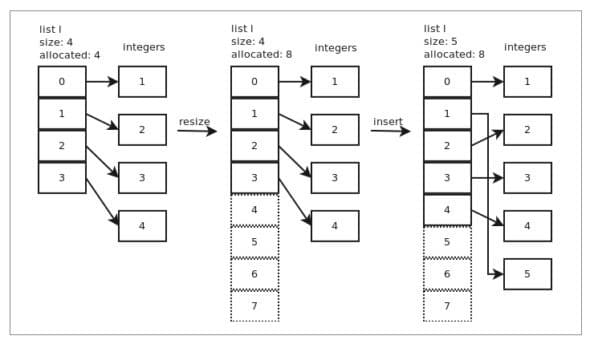 list l
size: 4
allocated: 4
integers
0
1
1
2
2
3
3
4
resize
list l
size: 4
allocated: 8
integers
0
1
1
2
2
3
3
4
4
5
6
7
insert
list l
size: 5
allocated: 8
integers
0
1
1
2
2
3
3
4
4
5
5
6
7